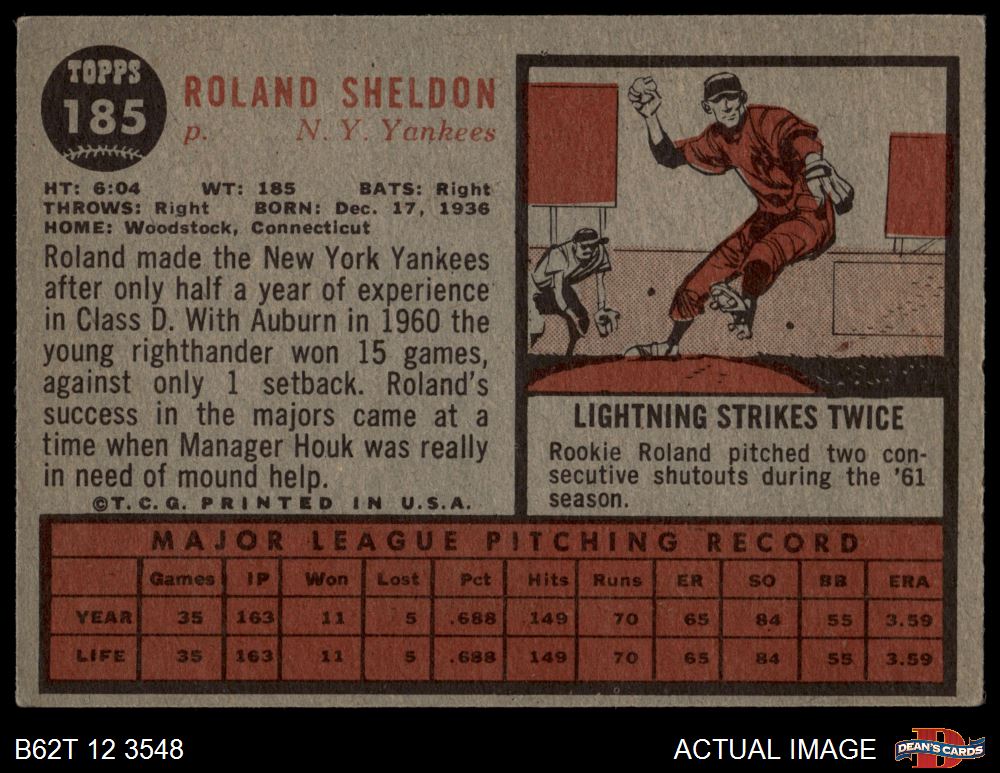 TOPPS
185
ROLAND SHELDON
p. N. Y. Yankees
HT: 6:04 WT: 185 BATS: Right
THROWS: Right BORN: Dec. 17, 1936
HOME: Woodstock, Connecticut
Roland made the New York Yankees
after only half a year of experience
in Class D. With Auburn in 1960 the
young righthander won 15 games,
against only 1 setback. Roland's
success in the majors came at a
time when Manager Houk was really
in need of mound help.
©T.C.G. PRINTED IN U.S.A.
LIGHTNING STRIKES TWICE
Rookie Roland pitched two con-
secutive shutouts during the '61
season.
MAJOR LEAGUE PITCHING RECORD
Games IP Won Lost Pct Hits Runs ER SO BB ERA
YEAR 35 163 11 5 .688 149 70 65 84 55 3.59
LIFE 35 163 11 5 .688 149 70 65 84 55 3.59
B62T 12 3548
ACTUAL IMAGE
D
DEAN'S CARDS